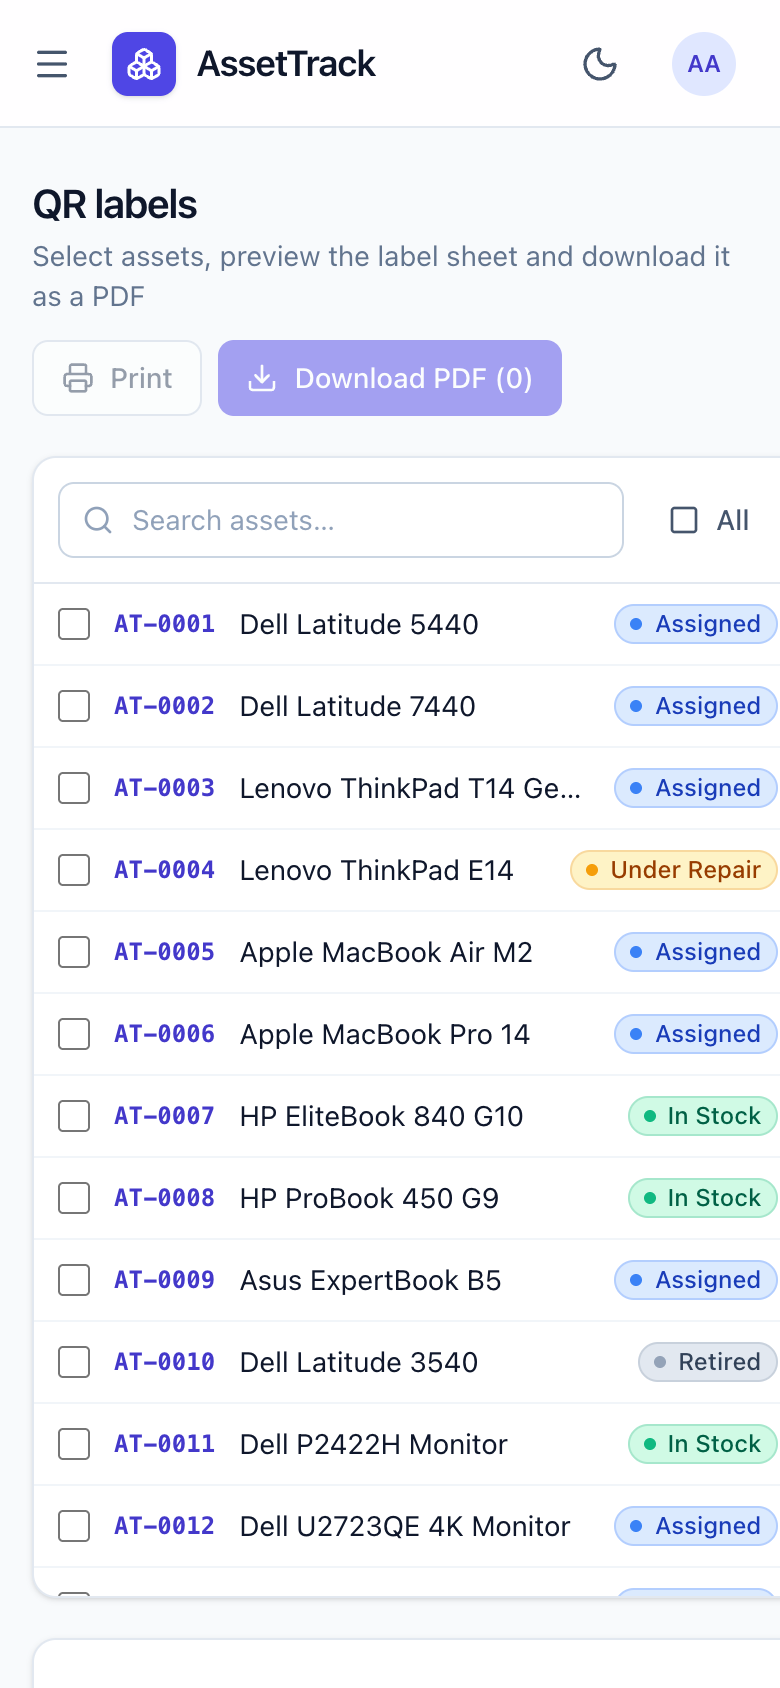 AssetTrack
AA
QR labels
Select assets, preview the label sheet and download it
as a PDF
Print
Download PDF (0)
Search assets...
All
AT-0001 Dell Latitude 5440 Assigned
AT-0002 Dell Latitude 7440 Assigned
AT-0003 Lenovo ThinkPad T14 Ge... Assigned
AT-0004 Lenovo ThinkPad E14 Under Repair
AT-0005 Apple MacBook Air M2 Assigned
AT-0006 Apple MacBook Pro 14 Assigned
AT-0007 HP EliteBook 840 G10 In Stock
AT-0008 HP ProBook 450 G9 In Stock
AT-0009 Asus ExpertBook B5 Assigned
AT-0010 Dell Latitude 3540 Retired
AT-0011 Dell P2422H Monitor In Stock
AT-0012 Dell U2723QE 4K Monitor Assigned